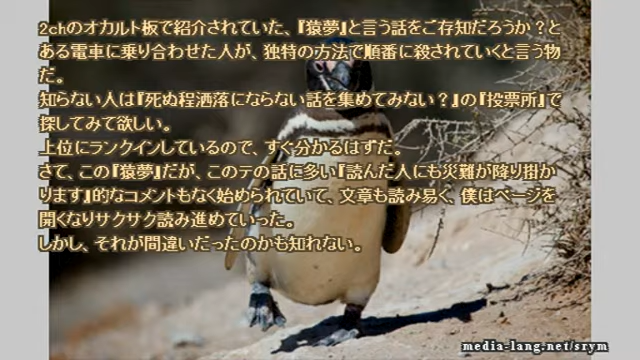 2chのオカルト板で紹介されていた、『猿夢』と言う話をご存知だろうか？と
ある電車に乗り合わせた人が、独特の方法で順番に殺されていくと言う物
だ。
知らない人は『死ぬ程洒落にならない話を集めてみない？』の『投票所』で
探してみて欲しい。
上位にランクインしているので、すぐ分かるはずだ。
さて、この『猿夢』だが、このテの話に多い『読んだ人にも災難が降り掛か
ります』的なコメントもなく始められていて、文章も読み易く、僕はページを
開くなりサクサク読み進めていった。
しかし、それが間違いだったのかも知れない。
media-lang.net/srym